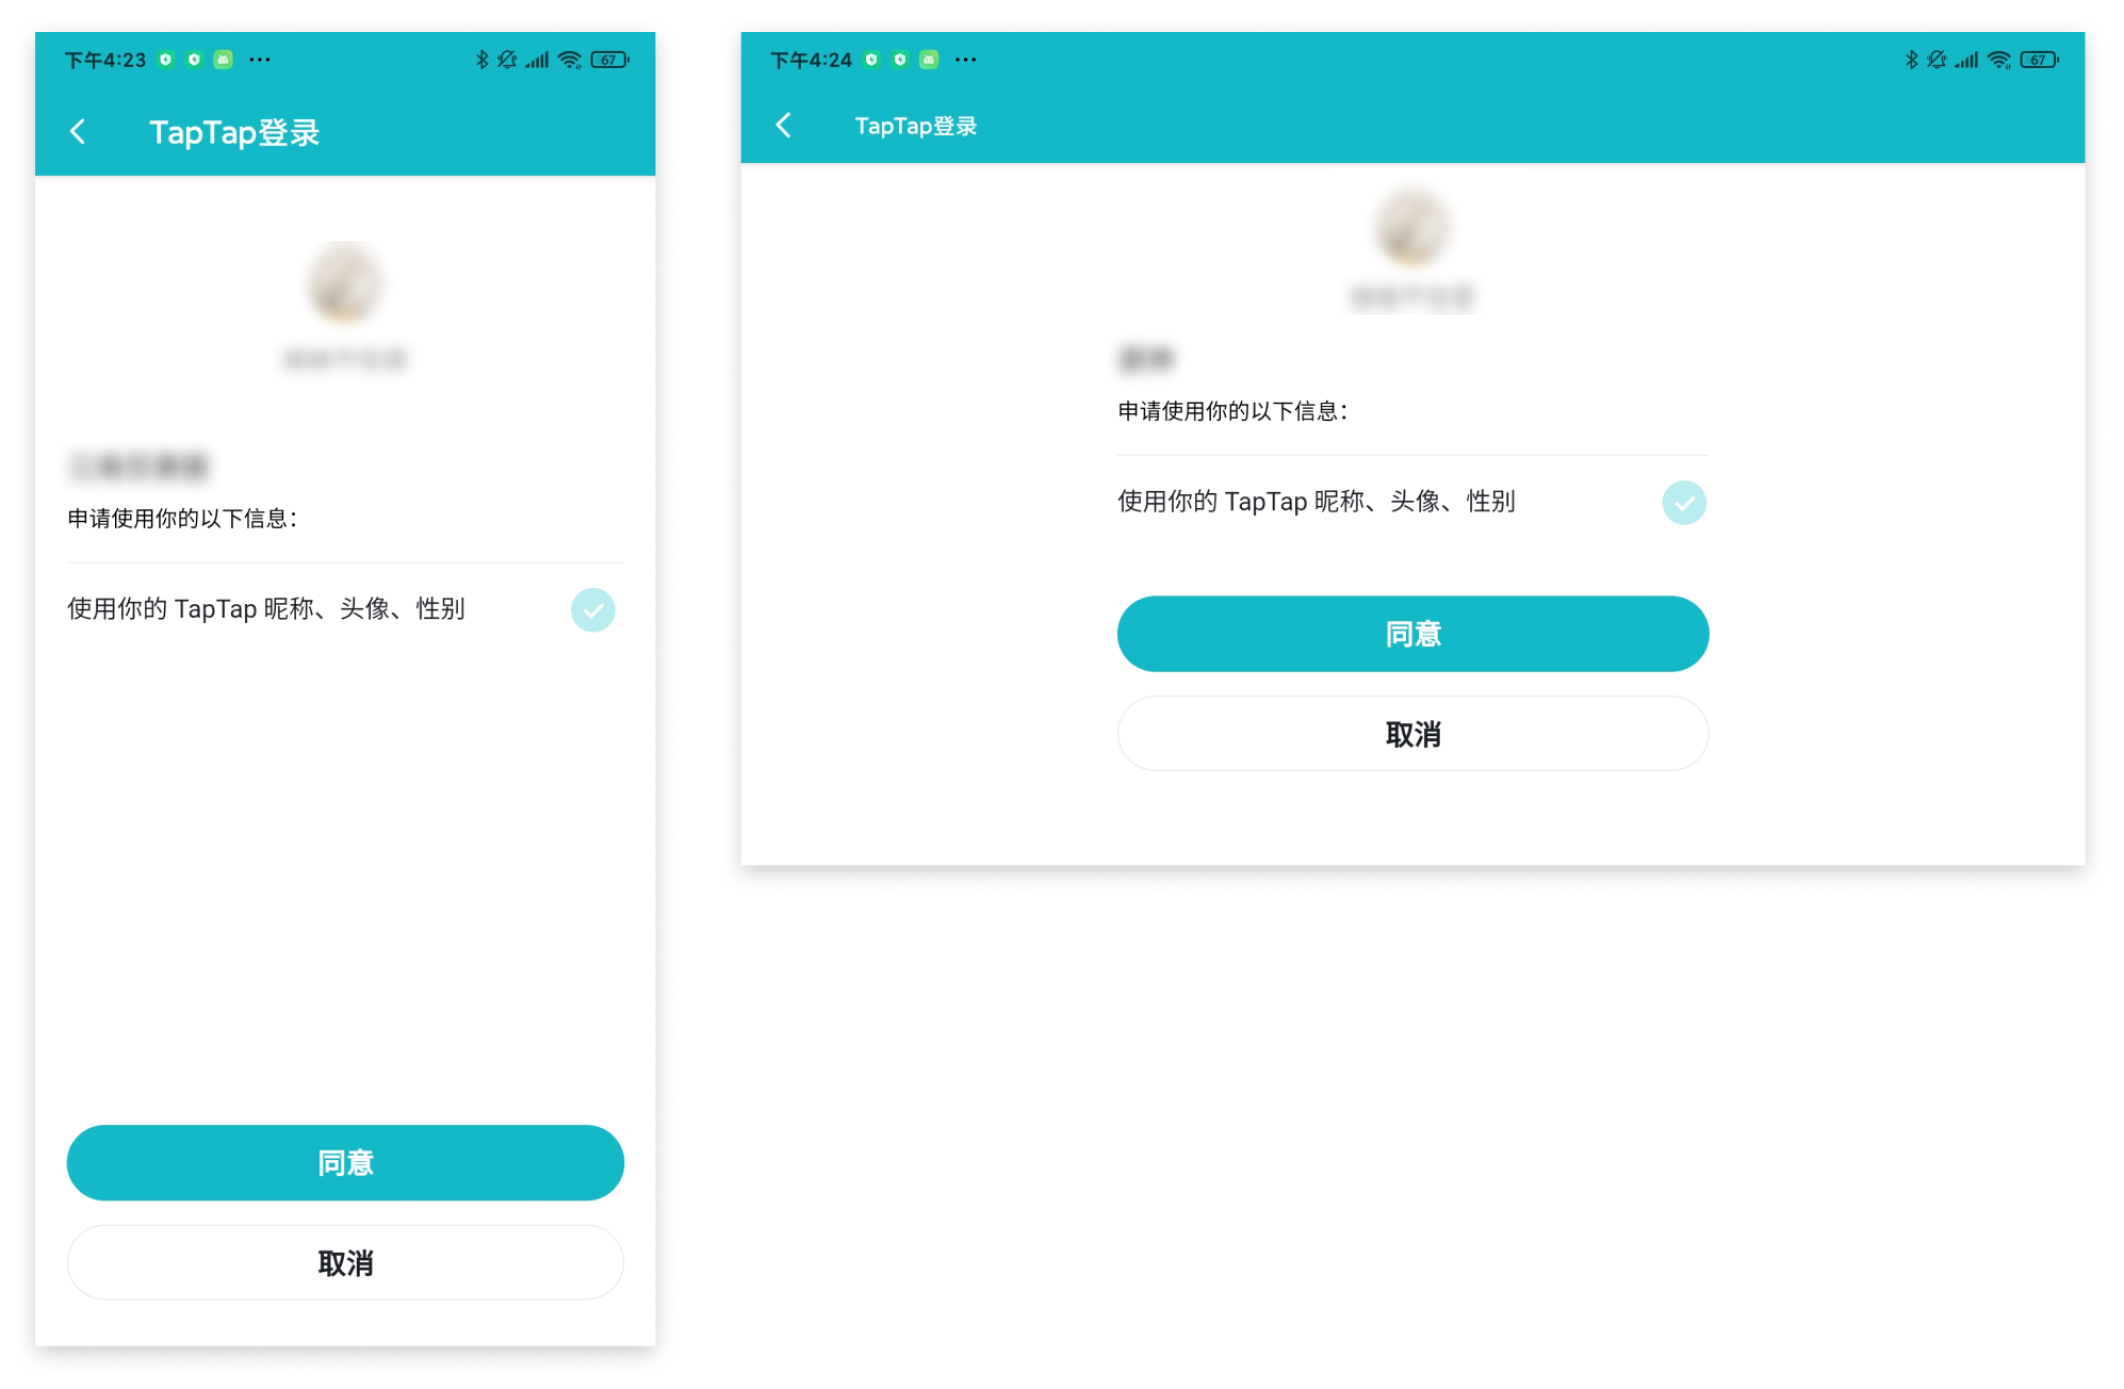 下午4:23
67
TapTap登录
申请使用你的以下信息：
使用你的 TapTap 昵称、头像、性别
同意
取消
下午4:24
67
TapTap登录
申请使用你的以下信息：
使用你的 TapTap 昵称、头像、性别
同意
取消